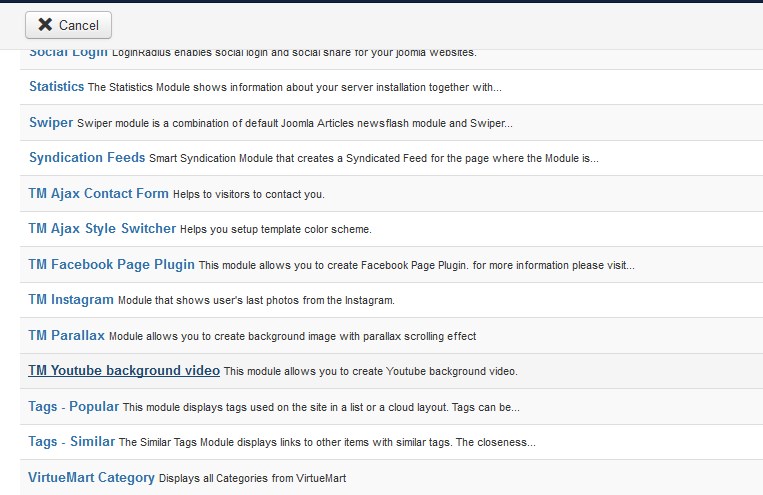 Cancel
Social Login LoginRadius enables social login and social share for your joomla websites.
Statistics The Statistics Module shows information about your server installation together with...
Swiper Swiper module is a combination of default Joomla Articles newsflash module and Swiper...
Syndication Feeds Smart Syndication Module that creates a Syndicated Feed for the page where the Module is...
TM Ajax Contact Form Helps to visitors to contact you.
TM Ajax Style Switcher Helps you setup template color scheme.
TM Facebook Page Plugin This module allows you to create Facebook Page Plugin. for more information please visit...
TM Instagram Module that shows user's last photos from the Instagram.
TM Parallax Module allows you to create background image with parallax scrolling effect
TM Youtube background video This module allows you to create Youtube background video.
Tags - Popular This module displays tags used on the site in a list or a cloud layout. Tags can be...
Tags - Similar The Similar Tags Module displays links to other items with similar tags. The closeness...
VirtueMart Category Displays all Categories from VirtueMart